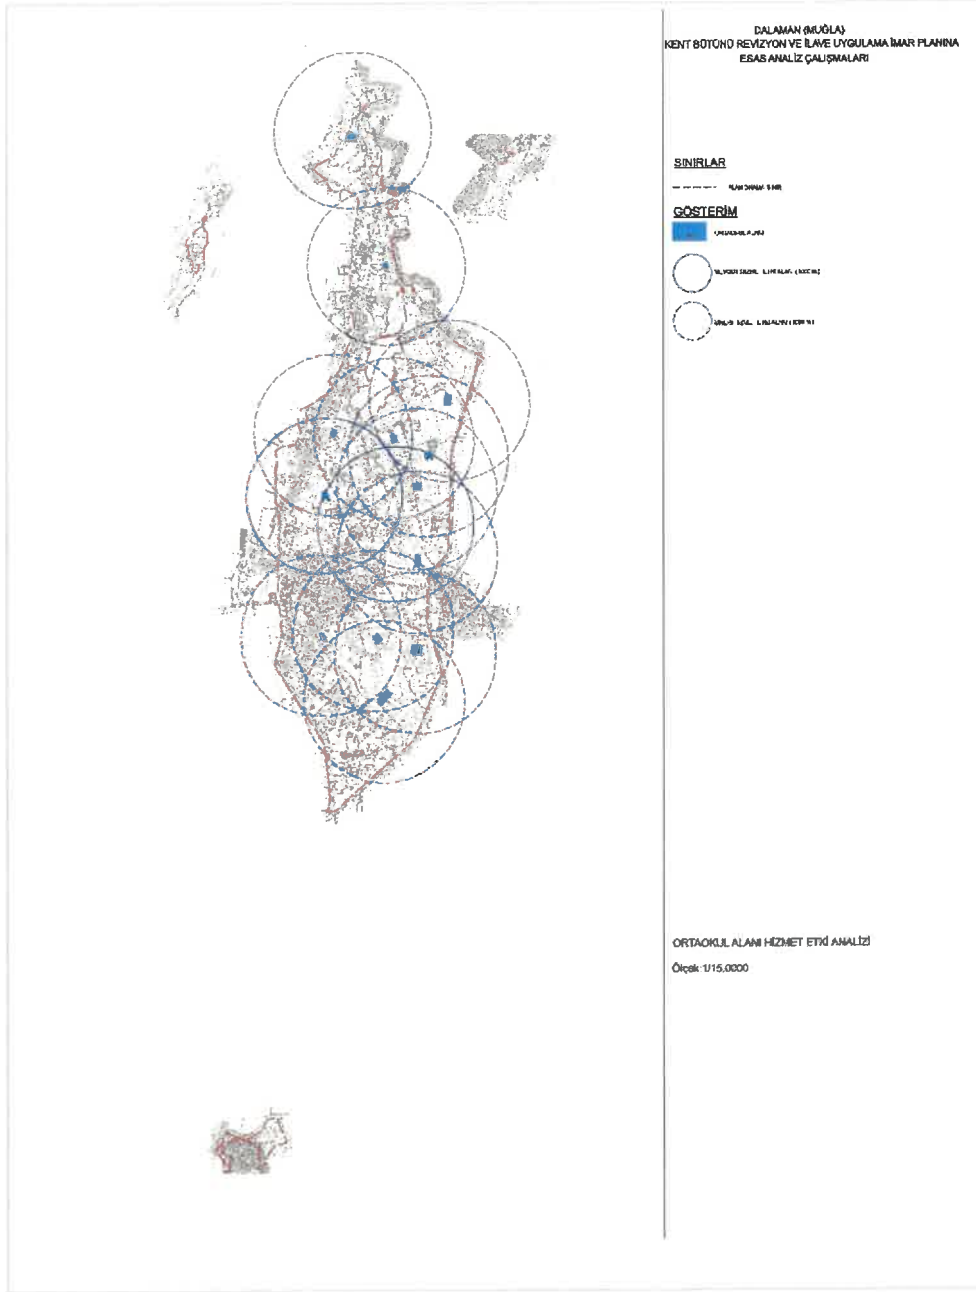 DALAMAN (MUĞLA)
KENT BÜTÜNÜ REVİZYON VE İLAVE UYGULAMA İMAR PLANINA
ESAS ANALİZ ÇALIŞMALARI
SINIRLAR
GÖSTERİM
ORTAOKUL ALANI HİZMET ETKİ ANALİZİ
Ölçek:1/15.0000